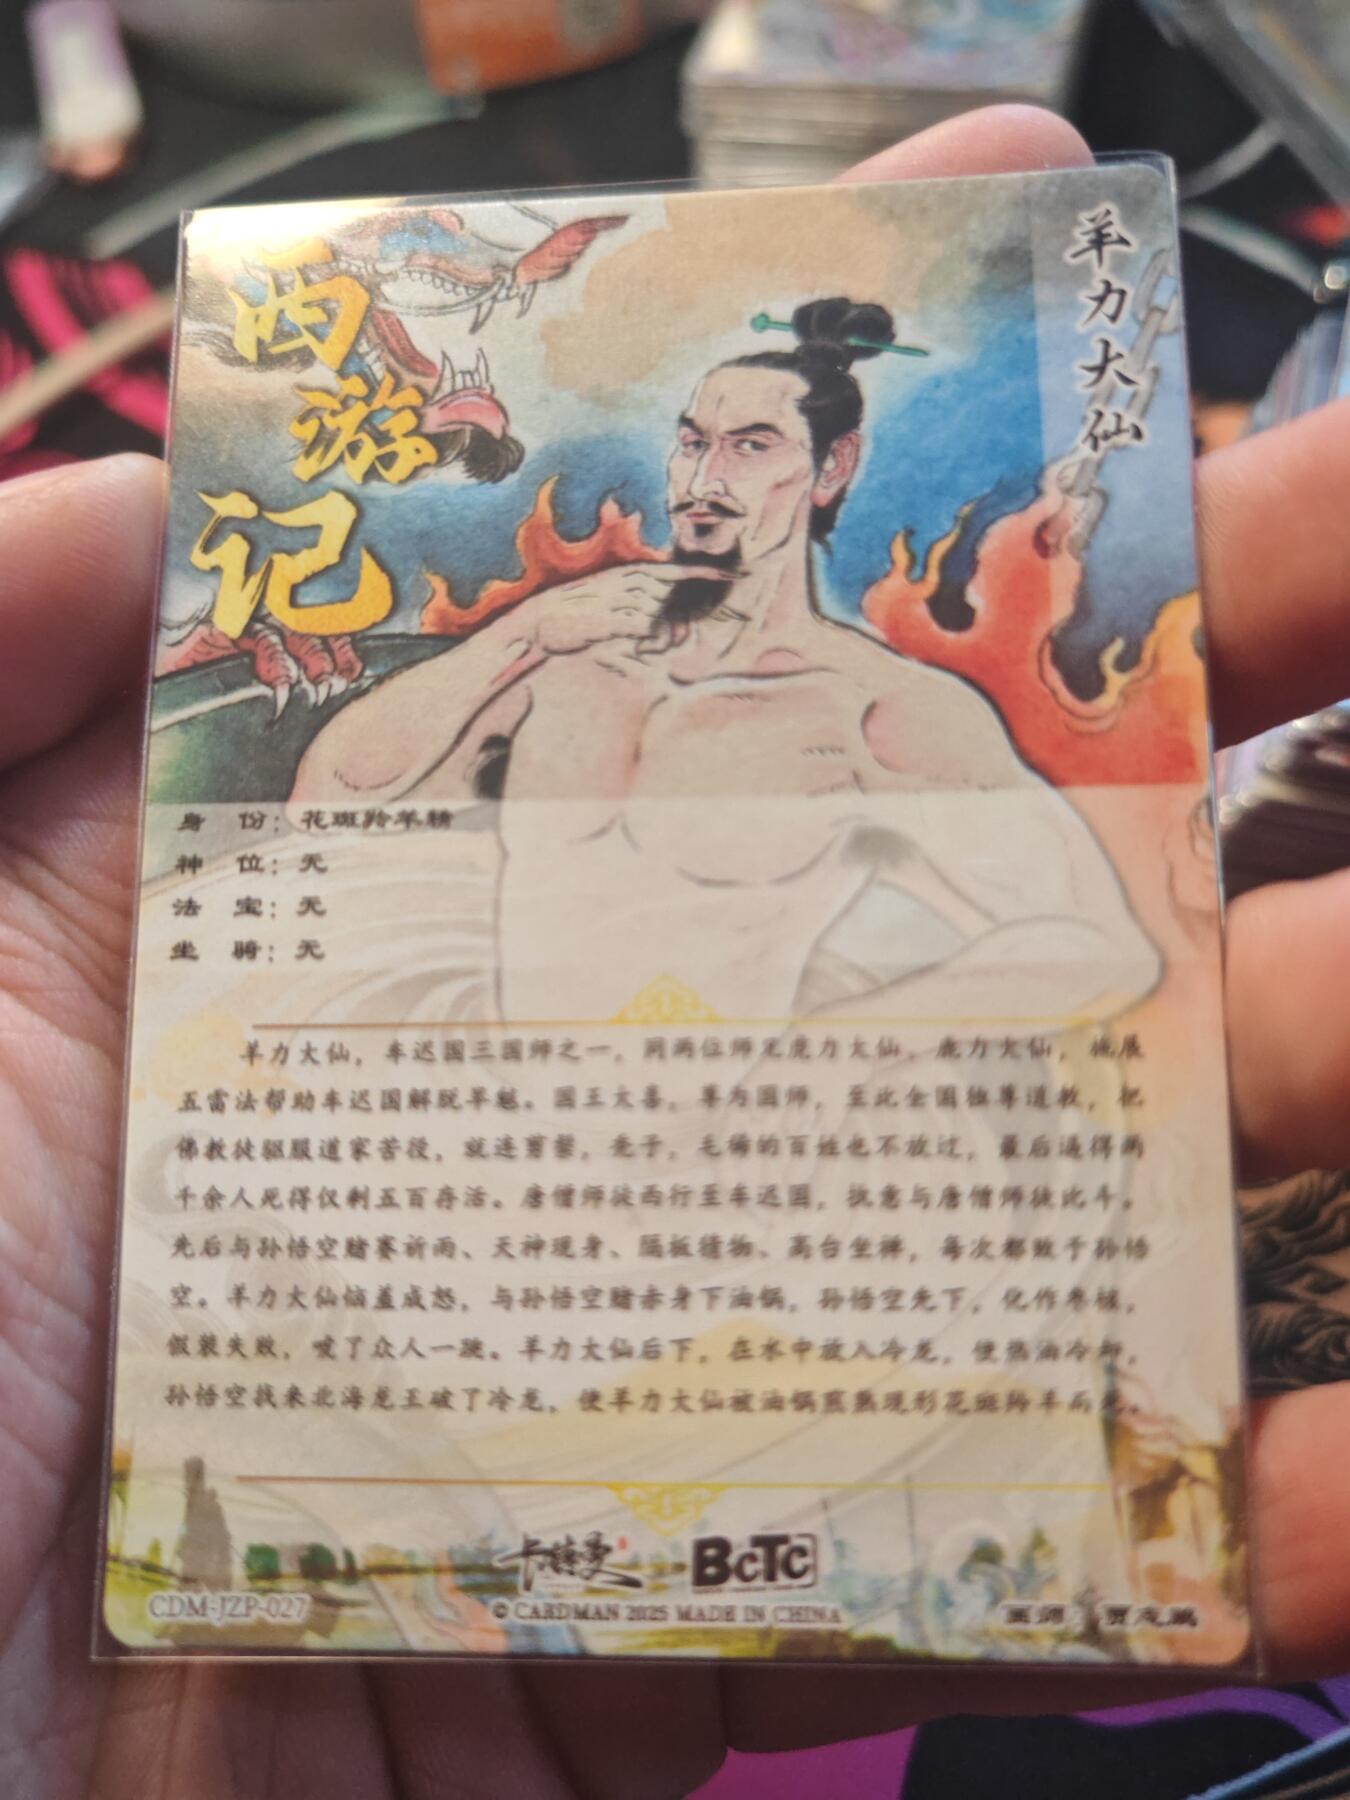 西游记
羊力大仙
身 份：花斑羚羊精
神 位：无
法 宝：无
坐 骑：无
羊力大仙，车迟国三国师之一，同两位师兄虎力大仙、鹿力大仙，施展
五雷法帮助车迟国解脱旱魃。国王大喜，尊为国师，至此全国独尊道教，把
佛教徒驱服道家苦役，就连剪鬃、秃子、毛稀的百姓也不放过，最后逼得两
千余人死得仅剩五百存活。唐僧师徒西行至车迟国，执意与唐僧师徒比斗。
先后与孙悟空赌赛祈雨、天神现身、隔板猜物、高台坐禅，每次都败于孙悟
空。羊力大仙恼羞成怒，与孙悟空赌赤身下油锅，孙悟空先下，化作枣核，
假装失败，唬了众人一跳。羊力大仙后下，在水中放入冷龙，使热油冷却，
孙悟空找来北海龙王破了冷龙，使羊力大仙被油锅煎熟现形花斑羚羊而死。
卡特曼 BcTc
CDM-JZP-027
© CARDMAN 2025 MADE IN CHINA
画师：贾志